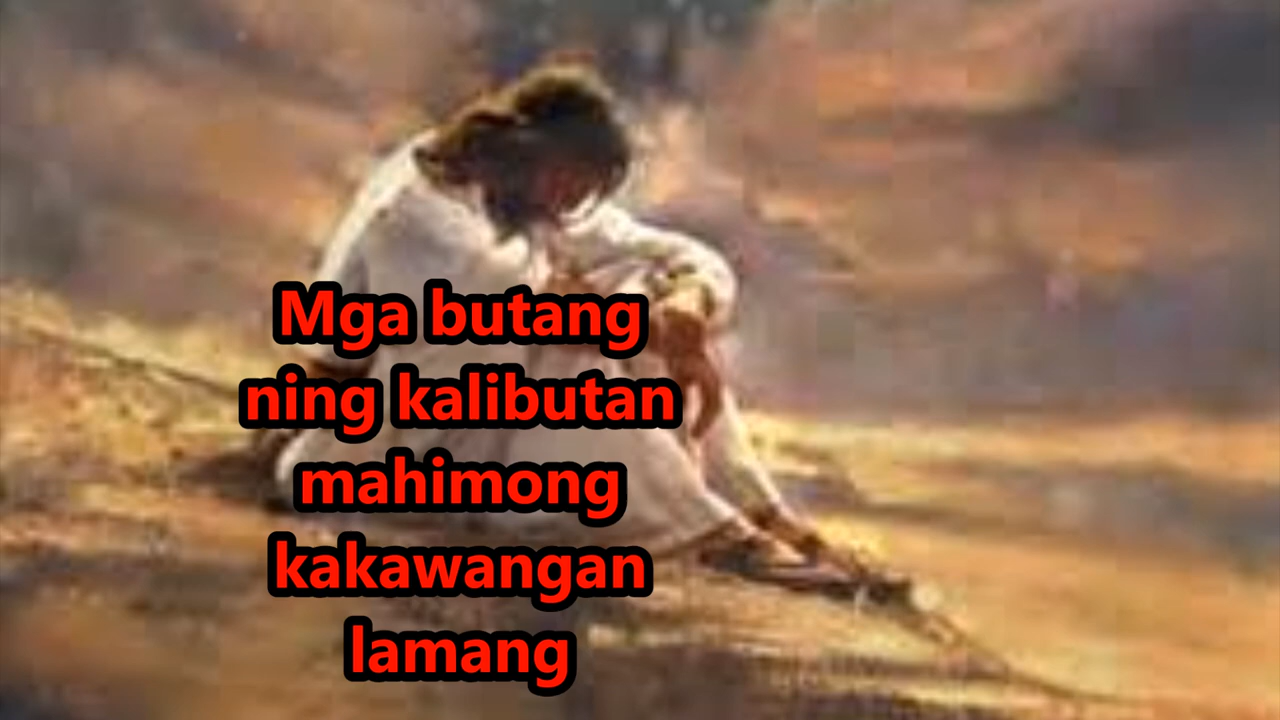 Mga butang
ning kalibutan
mahimong
kakawangan
lamang